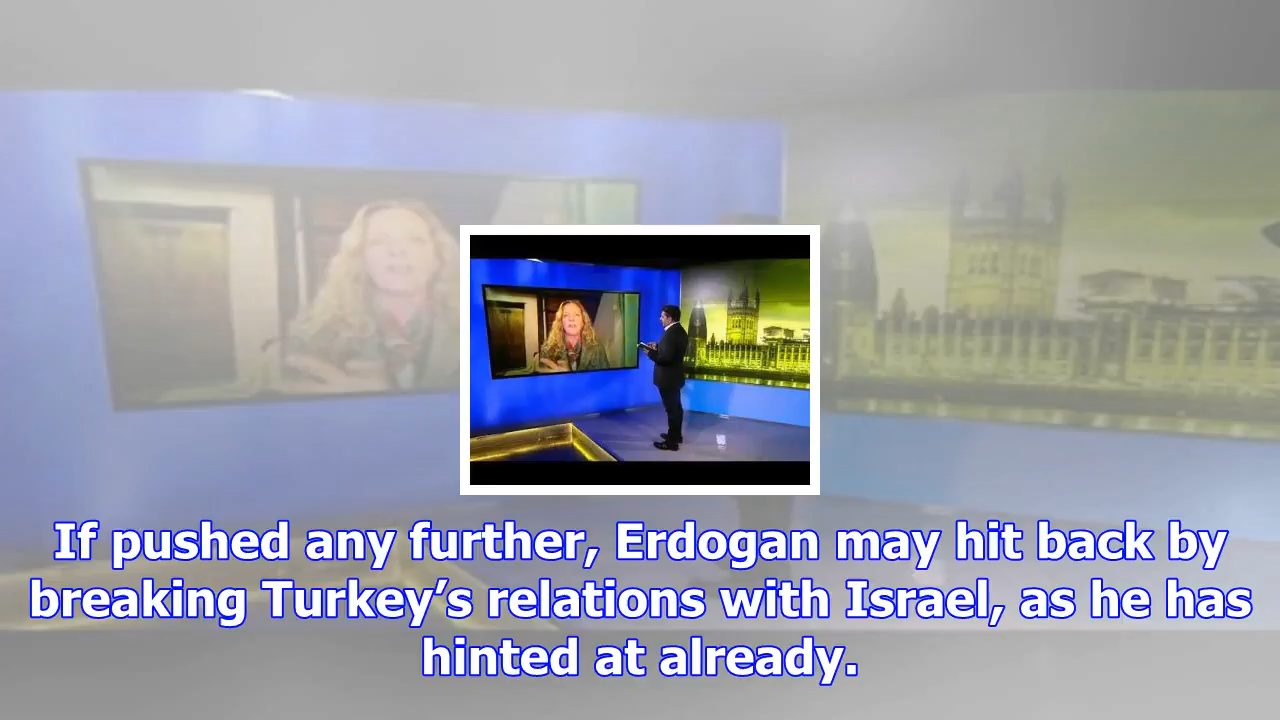 If pushed any further, Erdogan may hit back by
breaking Turkey’s relations with Israel, as he has
hinted at already.